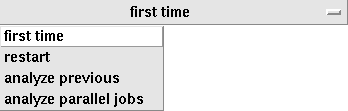 first time
first time
restart
analyze previous
analyze parallel jobs